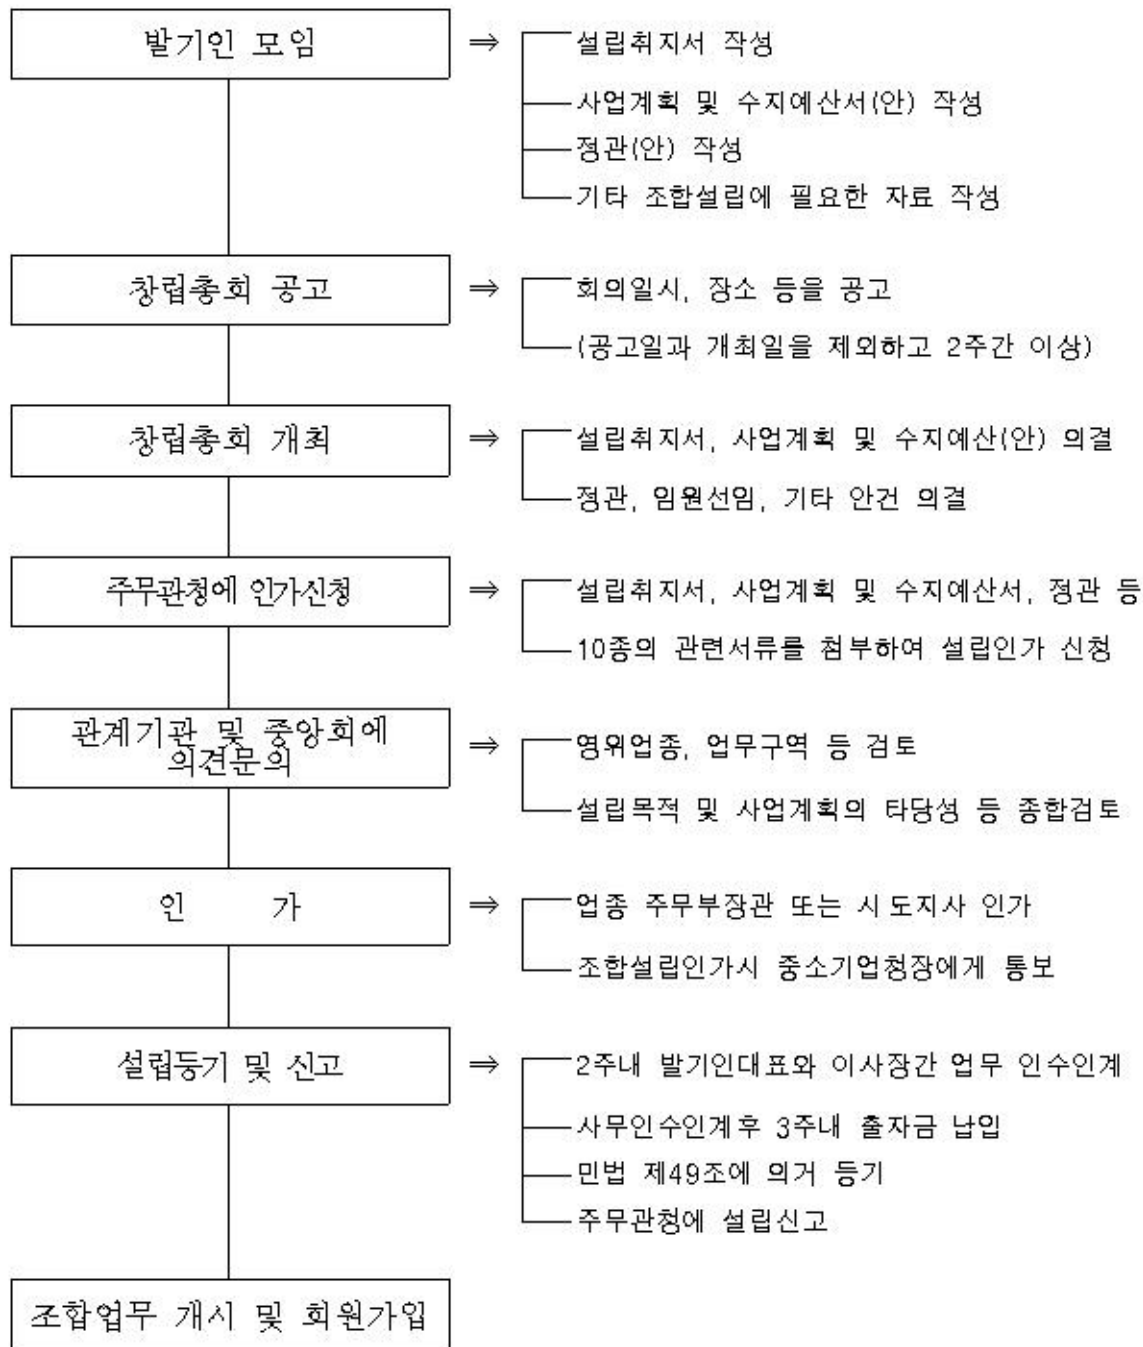 발기인 모임
⇒
설립취지서 작성
사업계획 및 수지예산서(안) 작성
정관(안) 작성
기타 조합설립에 필요한 자료 작성
창립총회 공고
⇒
회의일시, 장소 등을 공고
(공고일과 개최일을 제외하고 2주간 이상)
창립총회 개최
⇒
설립취지서, 사업계획 및 수지예산(안) 의결
정관, 임원선임, 기타 안건 의결
주무관청에 인가신청
⇒
설립취지서, 사업계획 및 수지예산서, 정관 등
10종의 관련서류를 첨부하여 설립인가 신청
관계기관 및 중앙회에
의견문의
⇒
영위업종, 업무구역 등 검토
설립목적 및 사업계획의 타당성 등 종합검토
인 가
⇒
업종 주무부장관 또는 시도지사 인가
조합설립인가시 중소기업청장에게 통보
설립등기 및 신고
⇒
2주내 발기인대표와 이사장간 업무 인수인계
사무인수인계후 3주내 출자금 납입
민법 제49조에 의거 등기
주무관청에 설립신고
조합업무 개시 및 회원가입